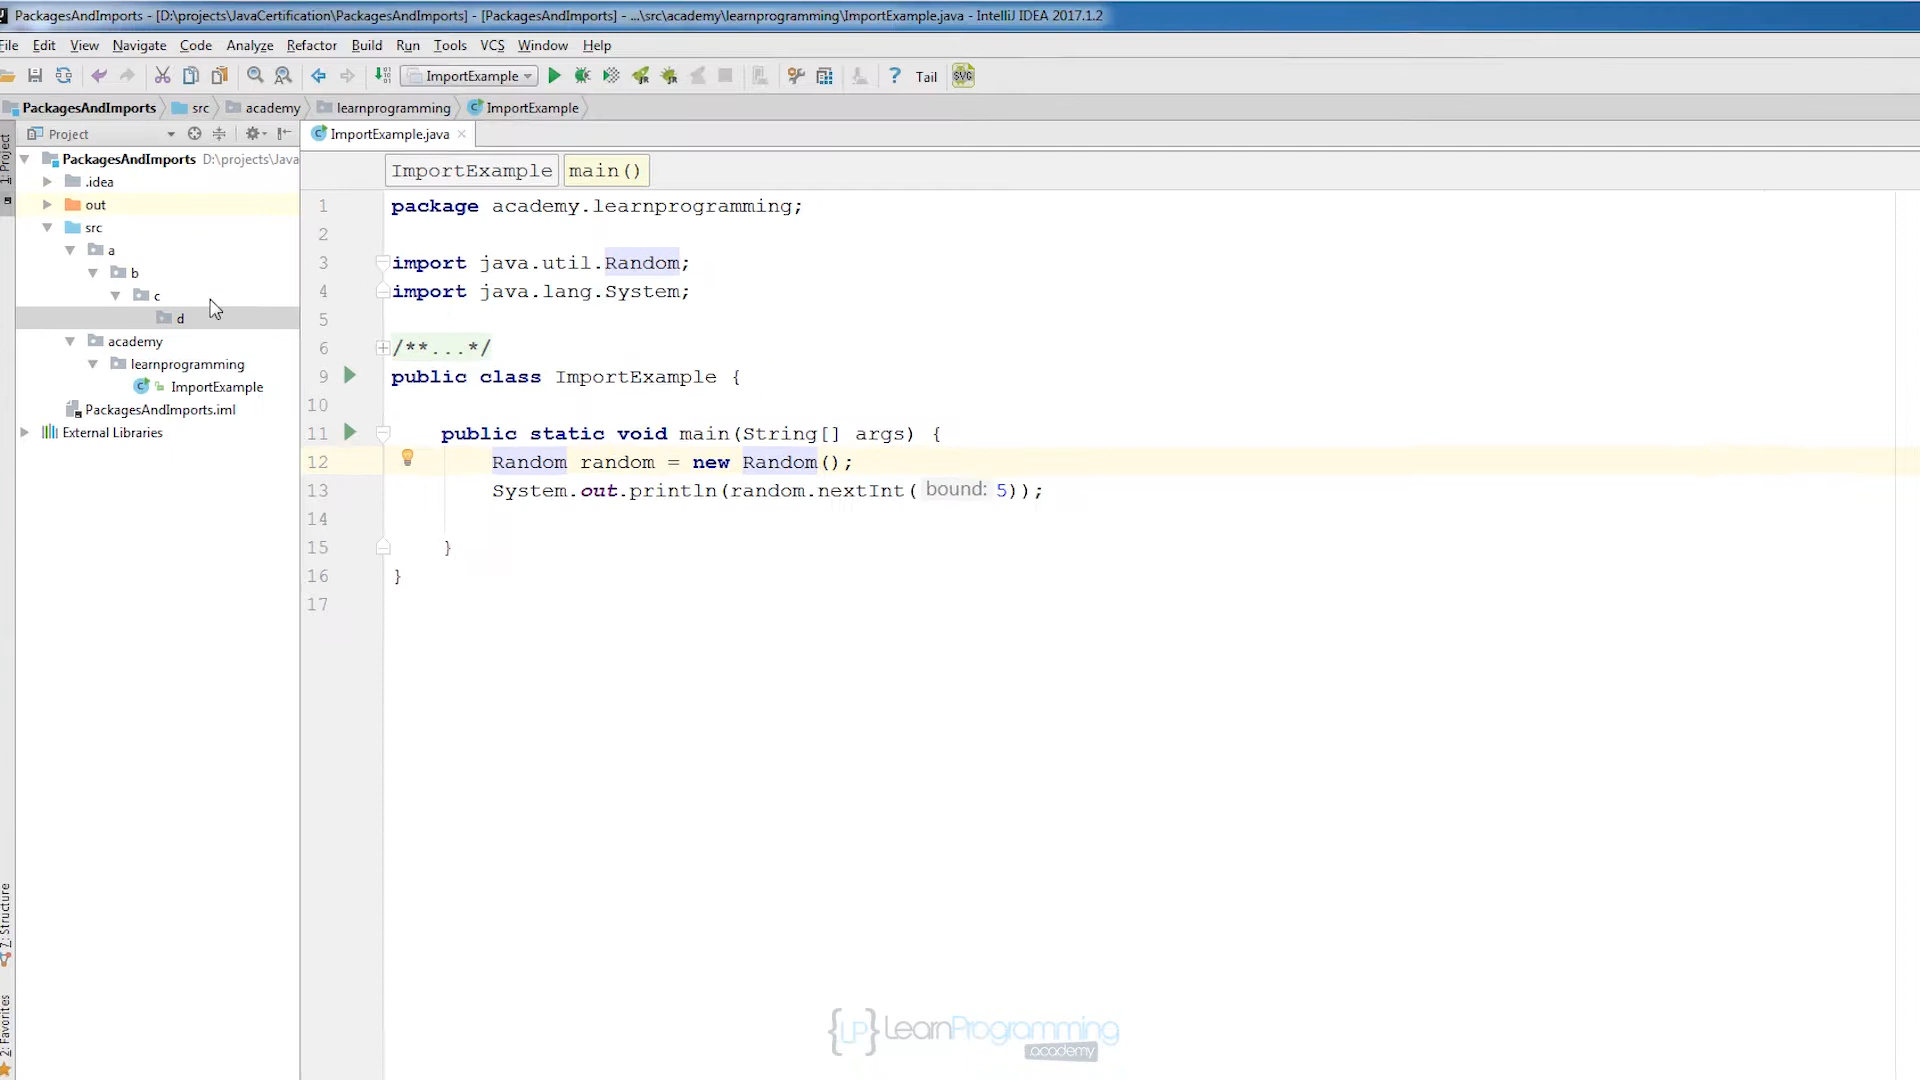 PackagesAndImports - [D:\projects\JavaCertification\PackagesAndImports] - [PackagesAndImports] - ...\src\academy\learnprogramming\ImportExample.java - IntelliJ IDEA 2017.1.2
File Edit View Navigate Code Analyze Refactor Build Run Tools VCS Window Help
ImportExample ? Tail SVG
PackagesAndImports src academy learnprogramming ImportExample
Project
ImportExample.java
1: Project
PackagesAndImports D:\projects\Java
.idea
out
src
a
b
c
d
academy
learnprogramming
ImportExample
PackagesAndImports.iml
External Libraries
7: Structure
2: Favorites
ImportExample main()
1 package academy.learnprogramming;
2
3 import java.util.Random;
4 import java.lang.System;
5
6 /**...*/
9 public class ImportExample {
10
11 public static void main(String[] args) {
12 Random random = new Random();
13 System.out.println(random.nextInt( bound: 5));
14
15 }
16 }
17
{LP} LearnProgramming
.academy